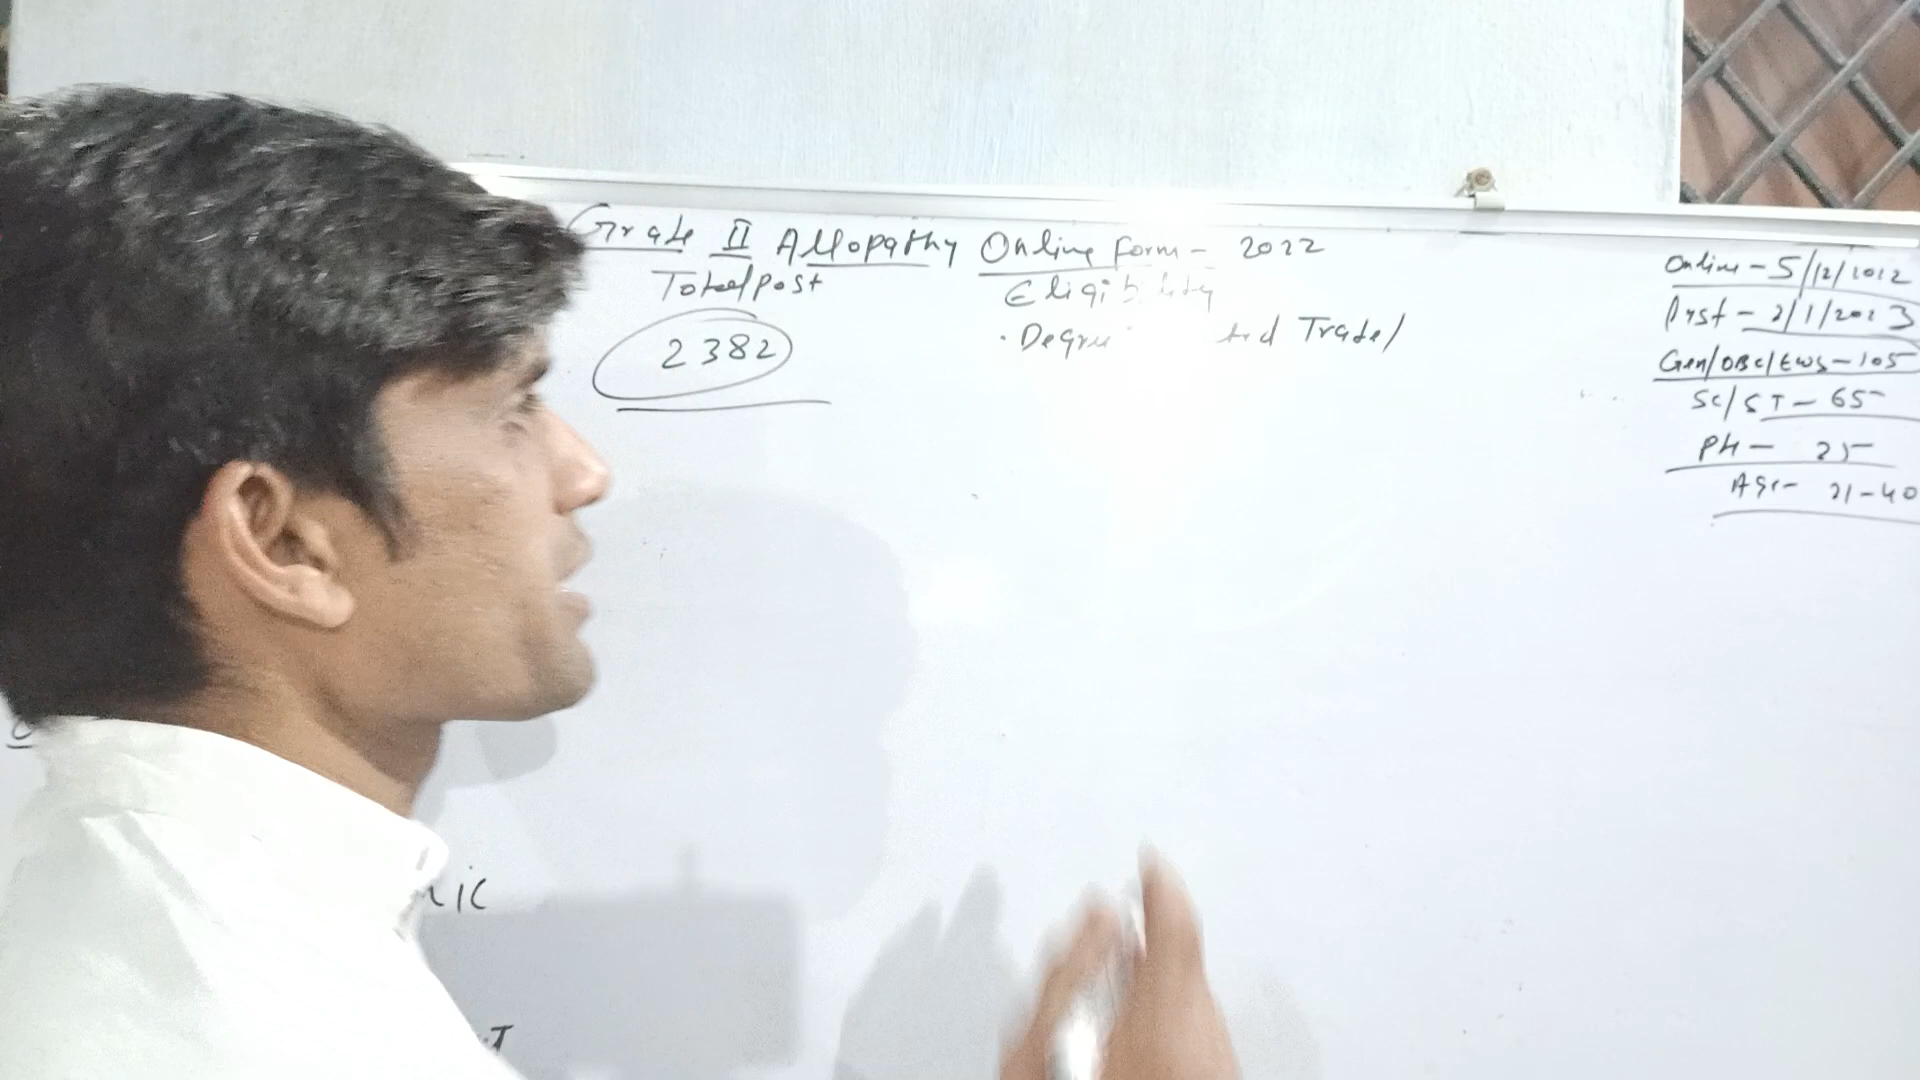 Grade II Allopathy Online Form - 2022
Total post
2382
Eligibility
• Degree Trade/
Online - 5/12/2022
- 2/1/2023
Gen/OBC/EWS - 105
SC/ST - 65
PH - 25
Age - 21-40